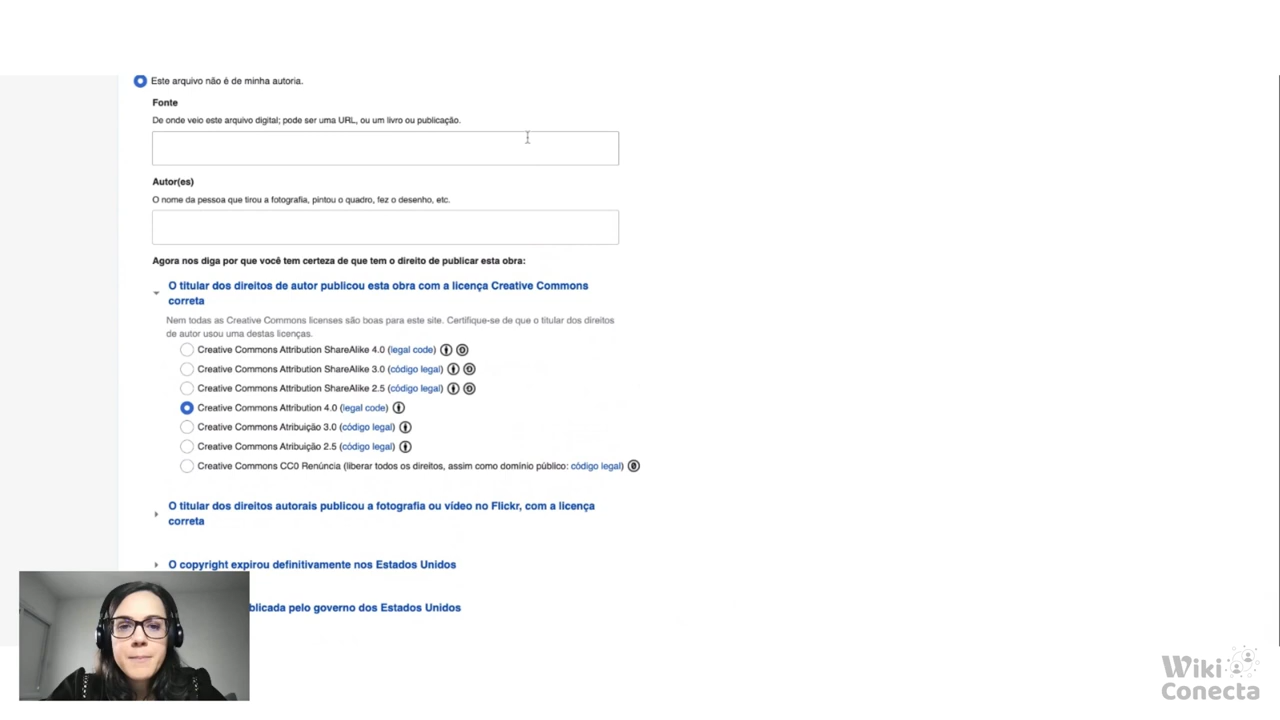 Este arquivo não é de minha autoria.
Fonte
De onde veio este arquivo digital; pode ser uma URL, ou um livro ou publicação.
Autor(es)
O nome da pessoa que tirou a fotografia, pintou o quadro, fez o desenho, etc.
Agora nos diga por que você tem certeza de que tem o direito de publicar esta obra:
O titular dos direitos de autor publicou esta obra com a licença Creative Commons
correta
Nem todas as Creative Commons licenses são boas para este site. Certifique-se de que o titular dos direitos
de autor usou uma destas licenças.
Creative Commons Attribution ShareAlike 4.0 (legal code)
Creative Commons Attribution ShareAlike 3.0 (código legal)
Creative Commons Attribution ShareAlike 2.5 (código legal)
Creative Commons Attribution 4.0 (legal code)
Creative Commons Atribuição 3.0 (código legal)
Creative Commons Atribuição 2.5 (código legal)
Creative Commons CC0 Renúncia (liberar todos os direitos, assim como domínio público: código legal)
O titular dos direitos autorais publicou a fotografia ou vídeo no Flickr, com a licença
correta
O copyright expirou definitivamente nos Estados Unidos
pelo governo dos Estados Unidos
Wiki
Conecta